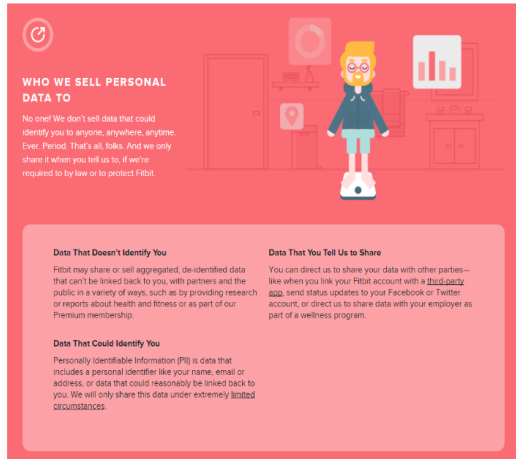 WHO WE SELL PERSONAL
DATA TO
No one! We don't sell data that could
identify you to anyone, anywhere, anytime.
Ever. Period. That's all, folks. And we only
share it when you tell us to, if we're
required to by law or to protect Fitbit.
Data That Doesn't Identify You
Fitbit may share or sell aggregated, de-identified data
that can't be linked back to you, with partners and the
public in a variety of ways, such as by providing research
or reports about health and fitness or as part of our
Premium membership.
Data That Could Identify You
Personally Identifiable Information (PII) is data that
includes a personal identifier like your name, email or
address, or data that could reasonably be linked back to
you. We will only share this data under extremely limited
circumstances.
Data That You Tell Us to Share
You can direct us to share your data with other parties—
like when you link your Fitbit account with a third-party
app, send status updates to your Facebook or Twitter
account, or direct us to share data with your employer as
part of a wellness program.